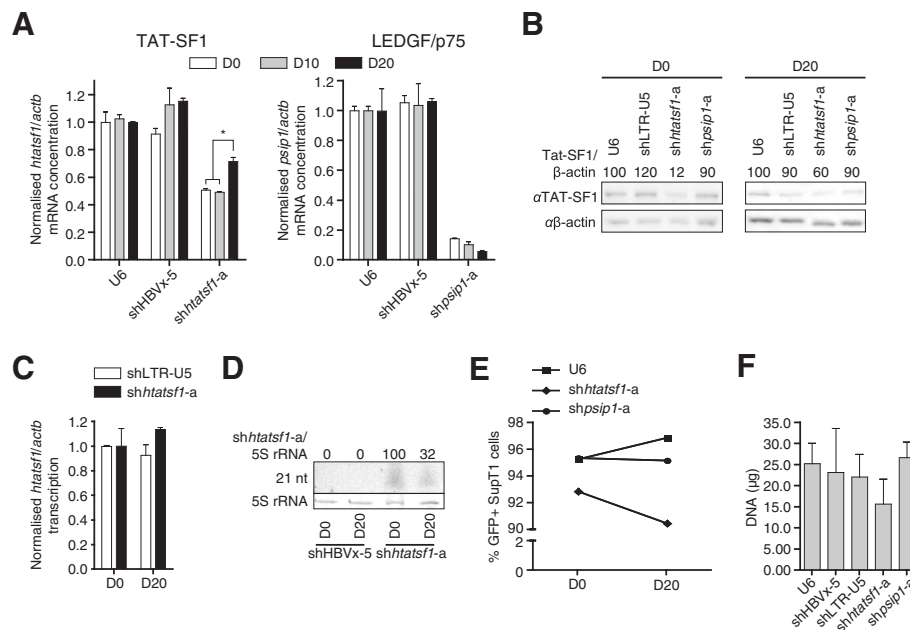 A
TAT-SF1
LEDGF/p75
D0 D10 D20
Normalised htatsf1/actb
mRNA concentration
1.2
1.0
0.8
0.6
0.4
0.2
0.0
*
U6
shHBVx-5
shhtatsf1-a
Normalised psip1/actb
mRNA concentration
1.2
1.0
0.8
0.6
0.4
0.2
0.0
U6
shHBVx-5
shpsip1-a
B
D0 D20
U6 shLTR-U5 shhtatsf1-a shpsip1-a U6 shLTR-U5 shhtatsf1-a shpsip1-a
Tat-SF1/
β-actin 100 120 12 90 100 90 60 90
αTAT-SF1
αβ-actin
C
shLTR-U5
shhtatsf1-a
Normalised htatsf1/actb
transcription
1.2
1.0
0.8
0.6
0.4
0.2
0.0
D0 D20
D
shhtatsf1-a/
5S rRNA 0 0 100 32
21 nt
5S rRNA
D0 D20 D0 D20
shHBVx-5 shhtatsf1-a
E
U6
shhtatsf1-a
shpsip1-a
% GFP+ SupT1 cells
98
96
94
92
90
2
0
D0 D20
F
DNA (µg)
35.0
30.0
25.0
20.0
15.0
10.0
5.0
0.0
U6
shHBVx-5
shLTR-U5
shhtatsf1-a
shpsip1-a